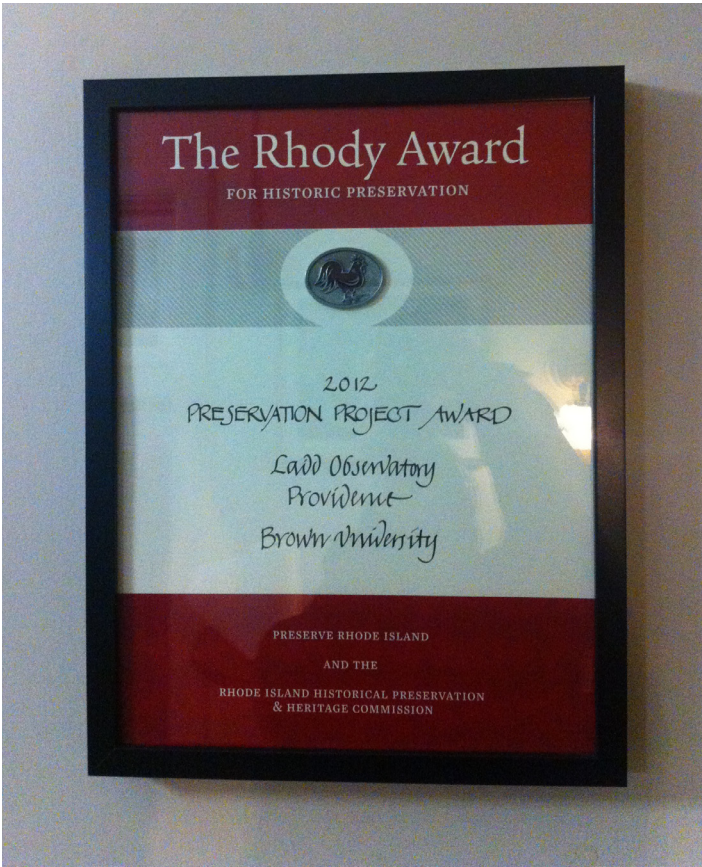 The Rhody Award
FOR HISTORIC PRESERVATION
2012
PRESERVATION PROJECT AWARD
Ladd Observatory
Providence
Brown University
PRESERVE RHODE ISLAND
AND THE
RHODE ISLAND HISTORICAL PRESERVATION
& HERITAGE COMMISSION